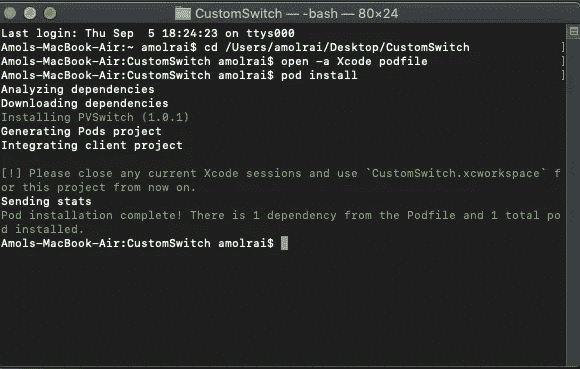 CustomSwitch — -bash — 80×24
Last login: Thu Sep  5 18:24:23 on ttys000
Amols-MacBook-Air:~ amolrai$ cd /Users/amolrai/Desktop/CustomSwitch ]
Amols-MacBook-Air:CustomSwitch amolrai$ open -a Xcode podfile ]
Amols-MacBook-Air:CustomSwitch amolrai$ pod install ]
Analyzing dependencies
Downloading dependencies
Installing PVSwitch (1.0.1)
Generating Pods project
Integrating client project
[!] Please close any current Xcode sessions and use `CustomSwitch.xcworkspace` f
or this project from now on.
Sending stats
Pod installation complete! There is 1 dependency from the Podfile and 1 total po
d installed.
Amols-MacBook-Air:CustomSwitch amolrai$